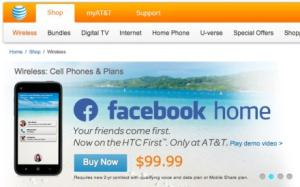 Shop myAT&T Support
Wireless Bundles Digital TV Internet Home Phone U-verse Special Offers Shop
Home / Shop / Wireless
Wireless: Cell Phones & Plans
facebook home
Your friends come first.
Now on the HTC First™. Only at AT&T. Play demo video >
Buy Now $99.99
Requires new 2-yr contract with qualifying voice and data plan or Mobile Share plan.